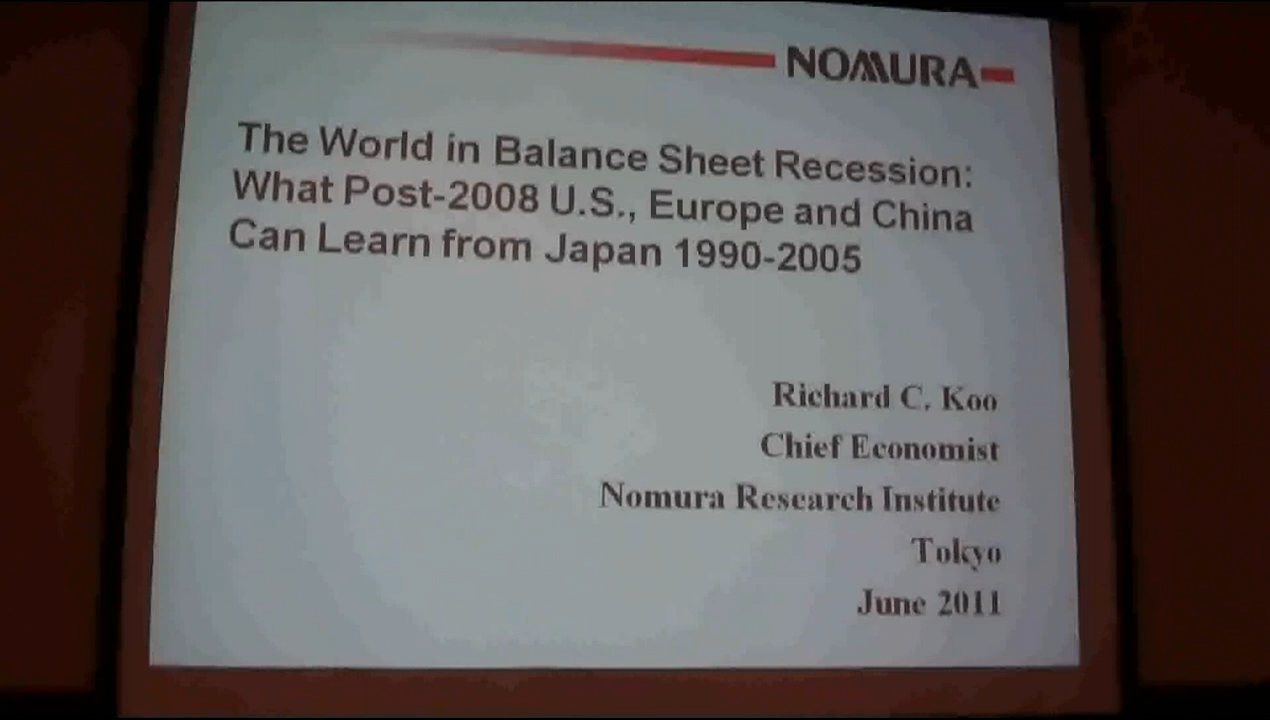 NOMURA
The World in Balance Sheet Recession:
What Post-2008 U.S., Europe and China
Can Learn from Japan 1990-2005
Richard C. Koo
Chief Economist
Nomura Research Institute
Tokyo
June 2011